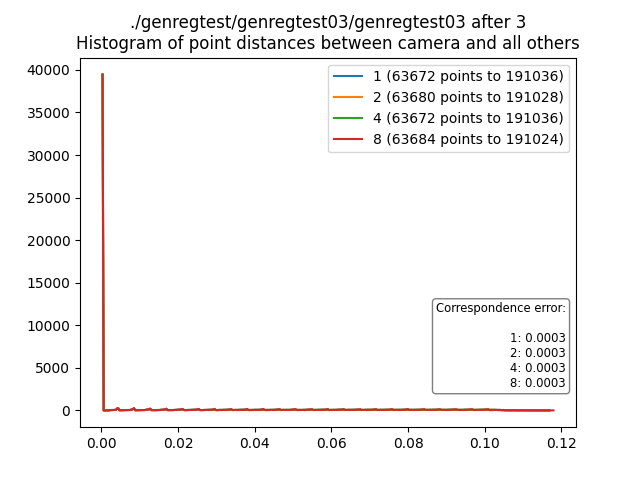 ./genregtest/genregtest03/genregtest03 after 3
Histogram of point distances between camera and all others
40000
35000
30000
25000
20000
15000
10000
5000
0
1 (63672 points to 191036)
2 (63680 points to 191028)
4 (63672 points to 191036)
8 (63684 points to 191024)
Correspondence error:
1: 0.0003
2: 0.0003
4: 0.0003
8: 0.0003
0.00 0.02 0.04 0.06 0.08 0.10 0.12